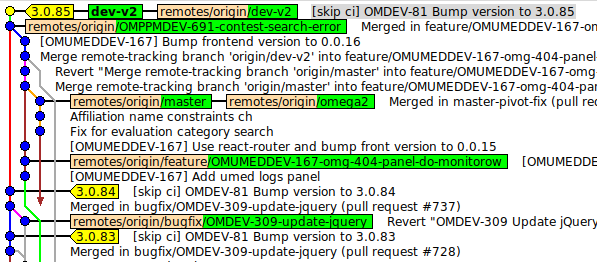 3.0.85 dev-v2 remotes/origin/dev-v2 [skip ci] OMDEV-81 Bump version to 3.0.85
remotes/origin/OMPPMDEV-691-contest-search-error Merged in feature/OMUMEDDEV-167-om
[OMUMEDDEV-167] Bump frontend version to 0.0.16
Merge remote-tracking branch 'origin/dev-v2' into feature/OMUMEDDEV-167-omg-404-panel
Revert "Merge remote-tracking branch 'origin/master' into feature/OMUMEDDEV-167-omg-
Merge remote-tracking branch 'origin/master' into feature/OMUMEDDEV-167-omg-404-pane
remotes/origin/master remotes/origin/omega2 Merged in master-pivot-fix (pull rec
Affiliation name constraints ch
Fix for evaluation category search
[OMUMEDDEV-167] Use react-router and bump front version to 0.0.15
remotes/origin/feature/OMUMEDDEV-167-omg-404-panel-do-monitorow [OMUMEDDE
[OMUMEDDEV-167] Add umed logs panel
3.0.84 [skip ci] OMDEV-81 Bump version to 3.0.84
Merged in bugfix/OMDEV-309-update-jquery (pull request #737)
remotes/origin/bugfix/OMDEV-309-update-jquery Revert "OMDEV-309 Update jQuery
3.0.83 [skip ci] OMDEV-81 Bump version to 3.0.83
Merged in bugfix/OMDEV-309-update-jquery (pull request #728)